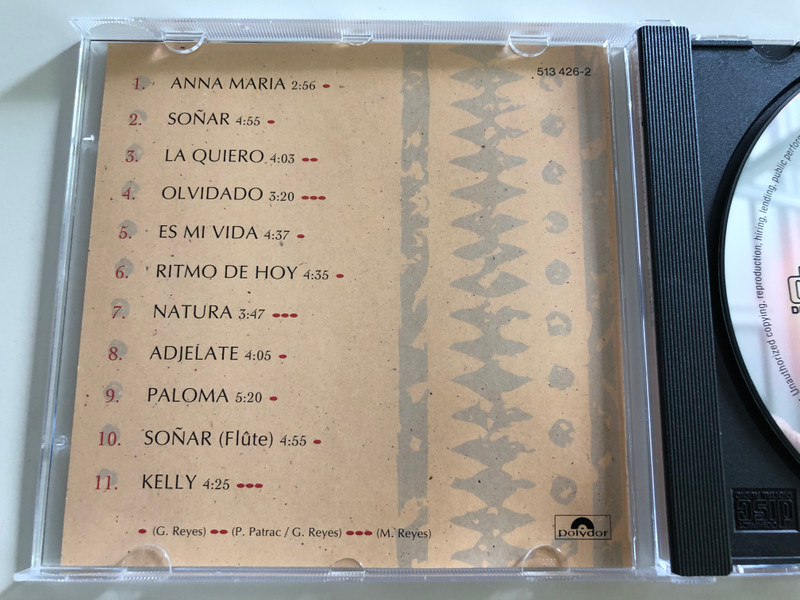 513 426-2
1. ANNA MARIA 2:56
2. SOÑAR 4:55
3. LA QUIERO 4:03
4. OLVIDADO 3:20
5. ES MI VIDA 4:37
6. RITMO DE HOY 4:35
7. NATURA 3:47
8. ADJELATE 4:05
9. PALOMA 5:20
10. SOÑAR (Flûte) 4:55
11. KELLY 4:25
(G. Reyes) (P. Patrac / G. Reyes) (M. Reyes)
polydor
Unauthorized copying, reproduction, hiring, lending, public